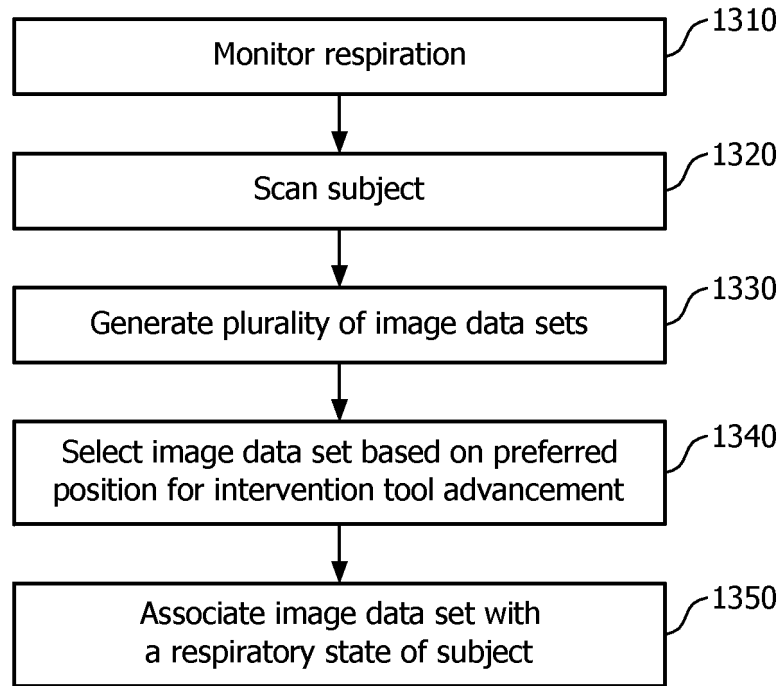 1310
Monitor respiration
1320
Scan subject
1330
Generate plurality of image data sets
1340
Select image data set based on preferred
position for intervention tool advancement
1350
Associate image data set with
a respiratory state of subject